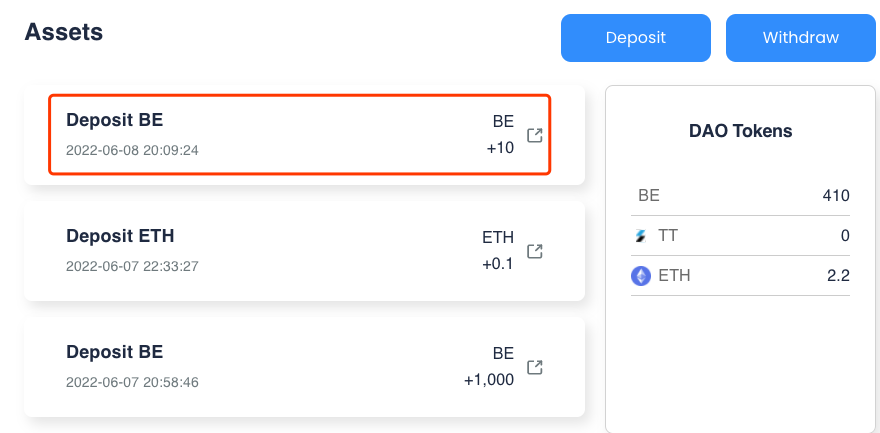 Assets
Deposit
Withdraw
Deposit BE
2022-06-08 20:09:24
BE
+10
Deposit ETH
2022-06-07 22:33:27
ETH
+0.1
Deposit BE
2022-06-07 20:58:46
BE
+1,000
DAO Tokens
BE 410
TT 0
ETH 2.2